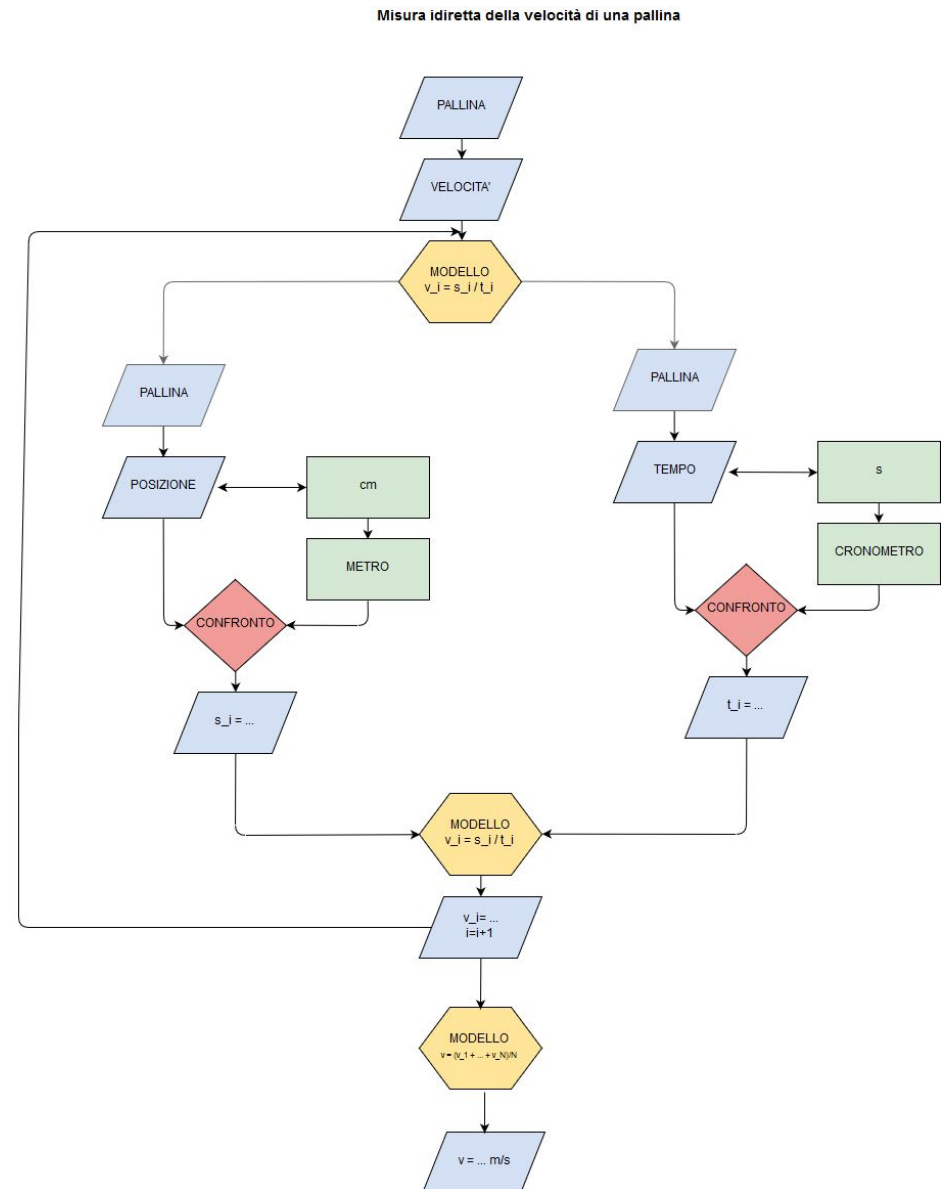 Misura idiretta della velocità di una pallina
PALLINA
VELOCITA'
MODELLO
v_i = s_i / t_i
PALLINA
POSIZIONE
cm
METRO
CONFRONTO
s_i = ...
PALLINA
TEMPO
s
CRONOMETRO
CONFRONTO
t_i = ...
MODELLO
v_i = s_i / t_i
v_i= ...
i=i+1
MODELLO
v = (v_1 + ... + v_N)/N
v = ... m/s